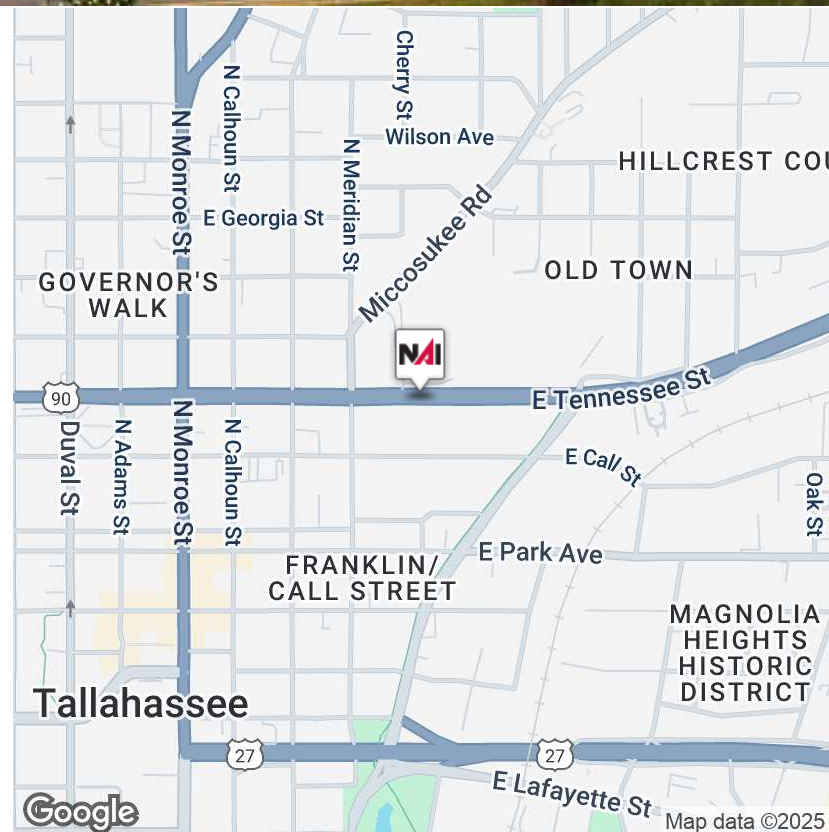 Cherry St
N Calhoun St
N Monroe St
Wilson Ave
N Meridian St
HILLCREST COU
Miccosukee Rd
E Georgia St
GOVERNOR'S
WALK
OLD TOWN
NAI
90
E Tennessee St
Duval St
N Adams St
N Monroe St
N Calhoun St
E Call St
Oak St
E Park Ave
FRANKLIN/
CALL STREET
MAGNOLIA
HEIGHTS
HISTORIC
DISTRICT
Tallahassee
27
27
E Lafayette St
Google
Map data ©2025